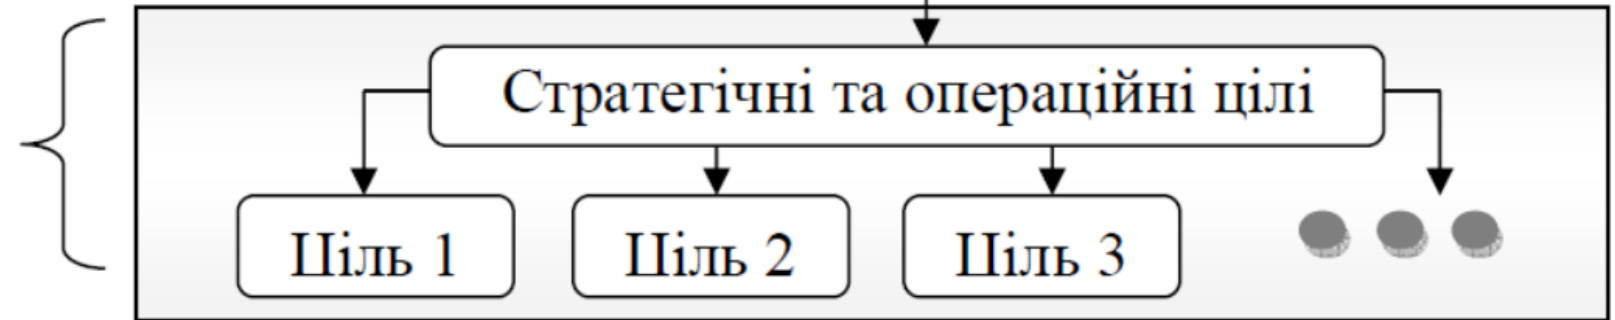 Стратегічні та операційні цілі
Ціль 1
Ціль 2
Ціль 3